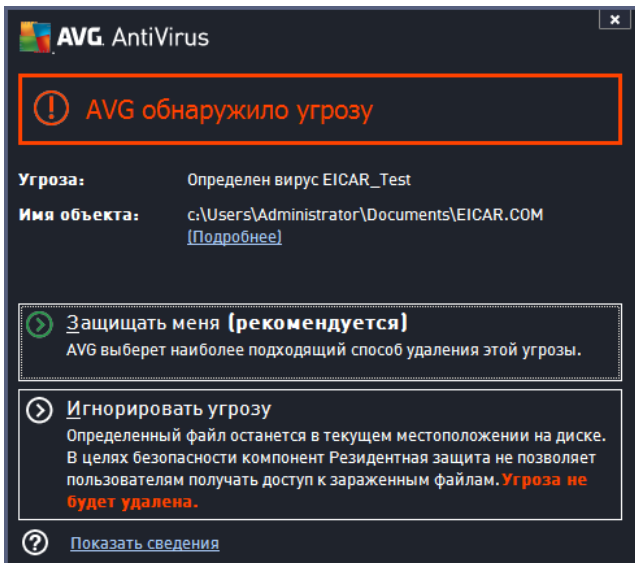 AVG. AntiVirus
AVG обнаружило угрозу
Угроза: Определен вирус EICAR_Test
Имя объекта: c:\Users\Administrator\Documents\EICAR.COM
(Подробнее)
Защищать меня (рекомендуется)
AVG выберет наиболее подходящий способ удаления этой угрозы.
Игнорировать угрозу
Определенный файл останется в текущем местоположении на диске.
В целях безопасности компонент Резидентная защита не позволяет
пользователям получать доступ к зараженным файлам. Угроза не
будет удалена.
Показать сведения